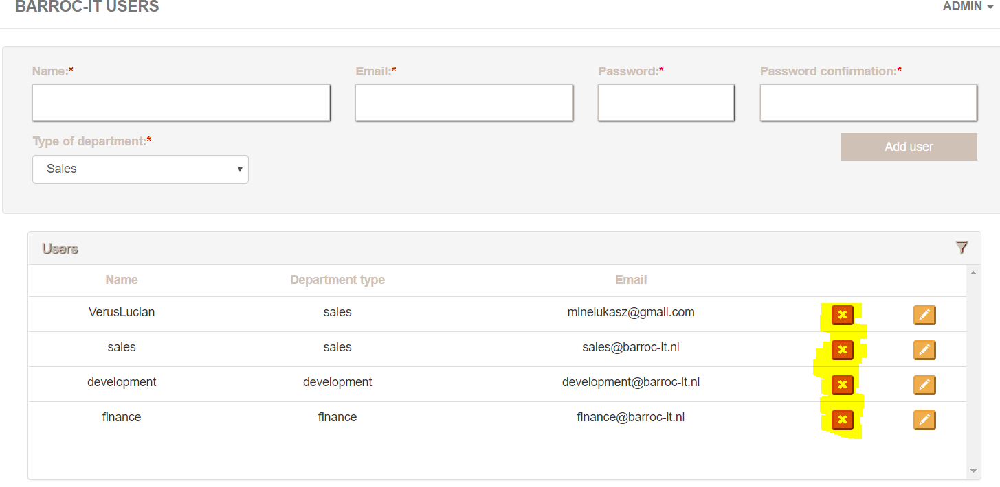 BARROC-IT USERS ADMIN
Name:* Email:* Password:* Password confirmation:*
Type of department:*
Add user
Sales
Users
Name Department type Email
VerusLucian sales minelukasz@gmail.com
sales sales sales@barroc-it.nl
development development development@barroc-it.nl
finance finance finance@barroc-it.nl